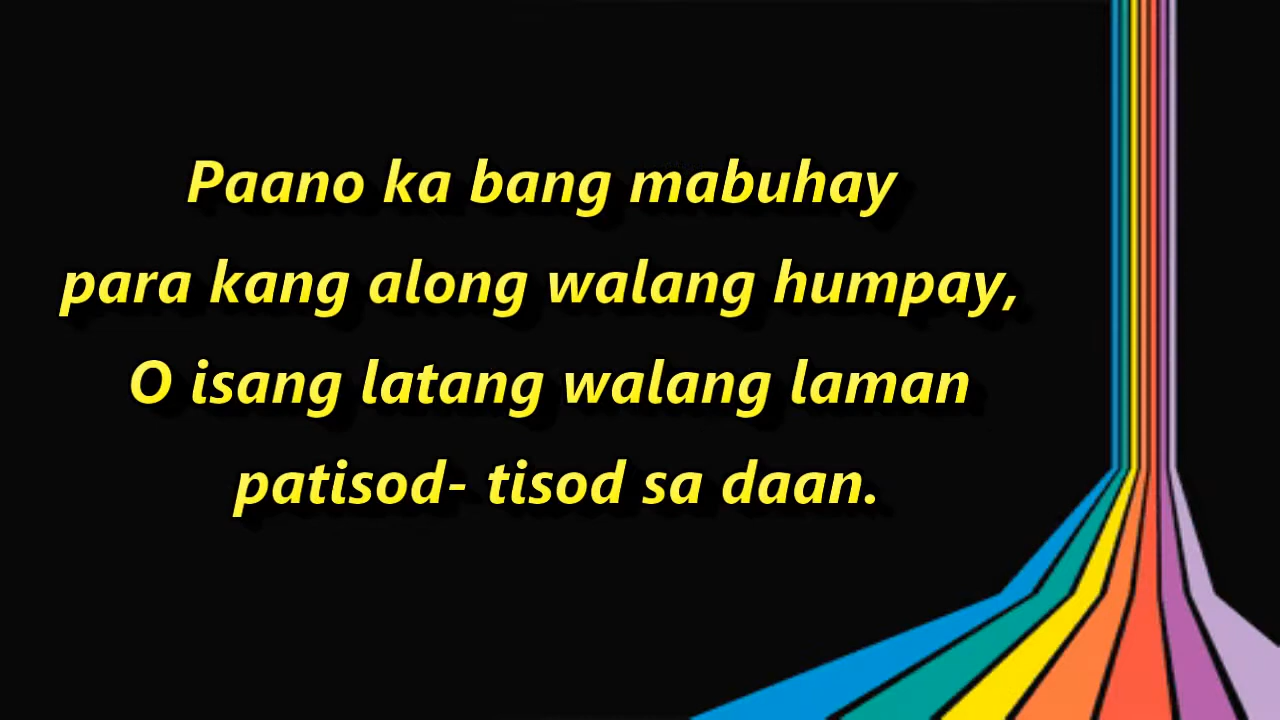 Paano ka bang mabuhay
para kang along walang humpay,
O isang latang walang laman
patisod- tisod sa daan.